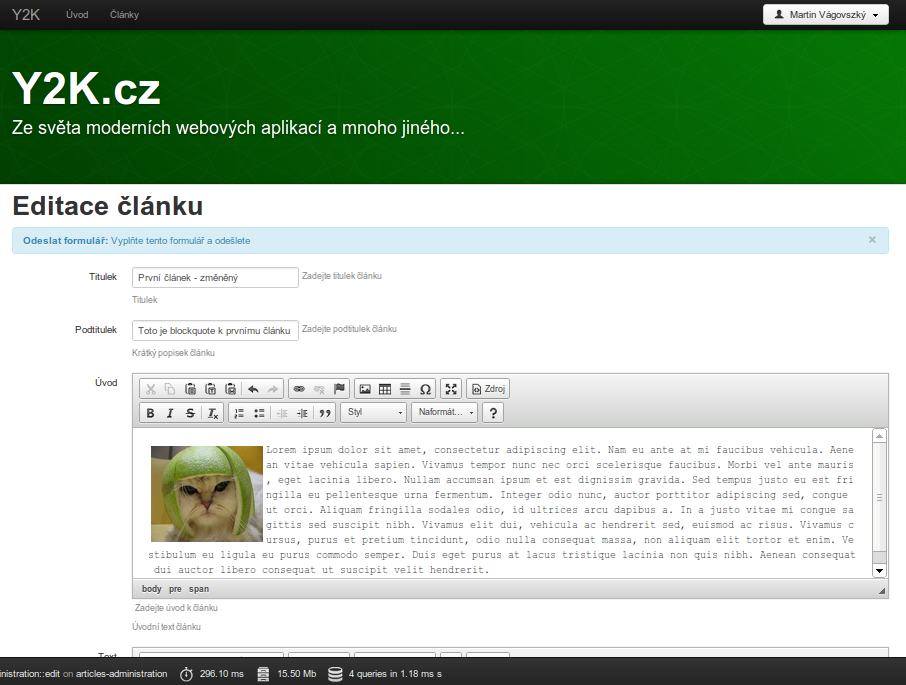 Y2K Úvod Články Martin Vágovszký
Y2K.cz
Ze světa moderních webových aplikací a mnoho jiného...
Editace článku
Odeslat formulář: Vyplňte tento formulář a odešlete ×
Titulek První článek - změněný Zadejte titulek článku
Titulek
Podtitulek Toto je blockquote k prvnímu článku Zadejte podtitulek článku
Krátký popisek článku
Úvod
Zdroj
B I S Styl Naformát... ?
Lorem ipsum dolor sit amet, consectetur adipiscing elit. Nam eu ante at mi faucibus vehicula. Aene
an vitae vehicula sapien. Vivamus tempor nunc nec orci scelerisque faucibus. Morbi vel ante mauris
, eget lacinia libero. Nullam accumsan ipsum et est dignissim gravida. Sed tempus justo eu est fri
ngilla eu pellentesque urna fermentum. Integer odio nunc, auctor porttitor adipiscing sed, congue
ut orci. Aliquam fringilla sodales odio, id ultrices arcu dapibus a. In a justo vitae mi congue sa
gittis sed suscipit nibh. Vivamus elit dui, vehicula ac hendrerit sed, euismod ac risus. Vivamus c
ursus, purus et pretium tincidunt, odio nulla consequat massa, non aliquam elit tortor et enim. Ve
stibulum eu ligula eu purus commodo semper. Duis eget purus at lacus tristique lacinia non quis nibh. Aenean consequat
dui auctor libero consequat ut suscipit velit hendrerit.
body pre span
Zadejte úvod k článku
Úvodní text článku
Text
nistration::edit on articles-administration 296.10 ms 15.50 Mb 4 queries in 1.18 ms s